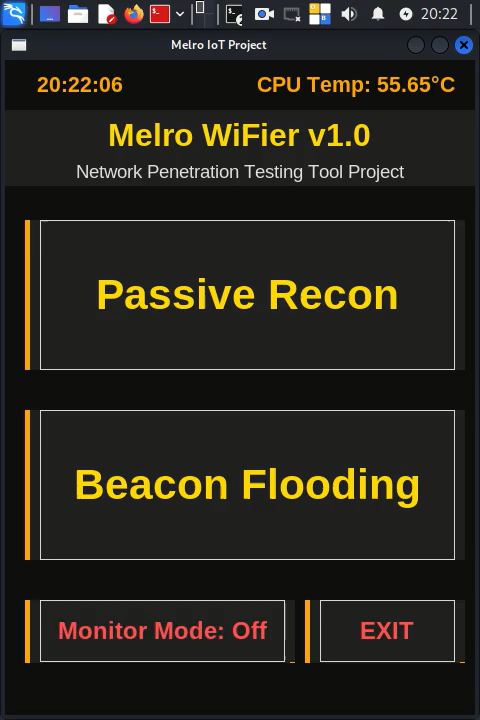 20:22
Melro IoT Project
20:22:06
CPU Temp: 55.65°C
Melro WiFier v1.0
Network Penetration Testing Tool Project
Passive Recon
Beacon Flooding
Monitor Mode: Off
EXIT